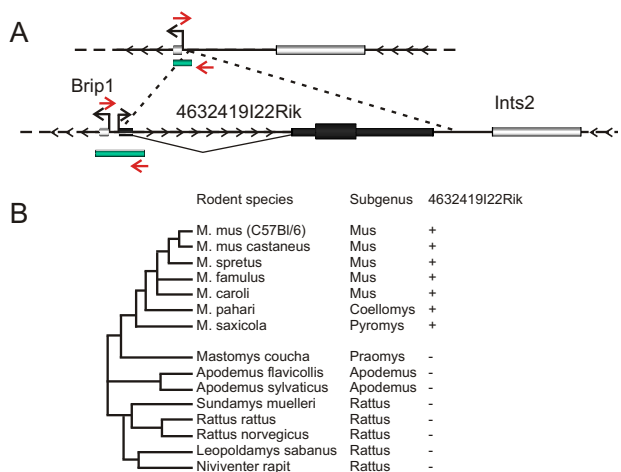 A
Brip1
4632419I22Rik
Ints2
B
Rodent species Subgenus 4632419I22Rik
M. mus (C57Bl/6) Mus +
M. mus castaneus Mus +
M. spretus Mus +
M. famulus Mus +
M. caroli Mus +
M. pahari Coellomys +
M. saxicola Pyromys +
Mastomys coucha Praomys -
Apodemus flavicollis Apodemus -
Apodemus sylvaticus Apodemus -
Sundamys muelleri Rattus -
Rattus rattus Rattus -
Rattus norvegicus Rattus -
Leopoldamys sabanus Rattus -
Niviventer rapit Rattus -